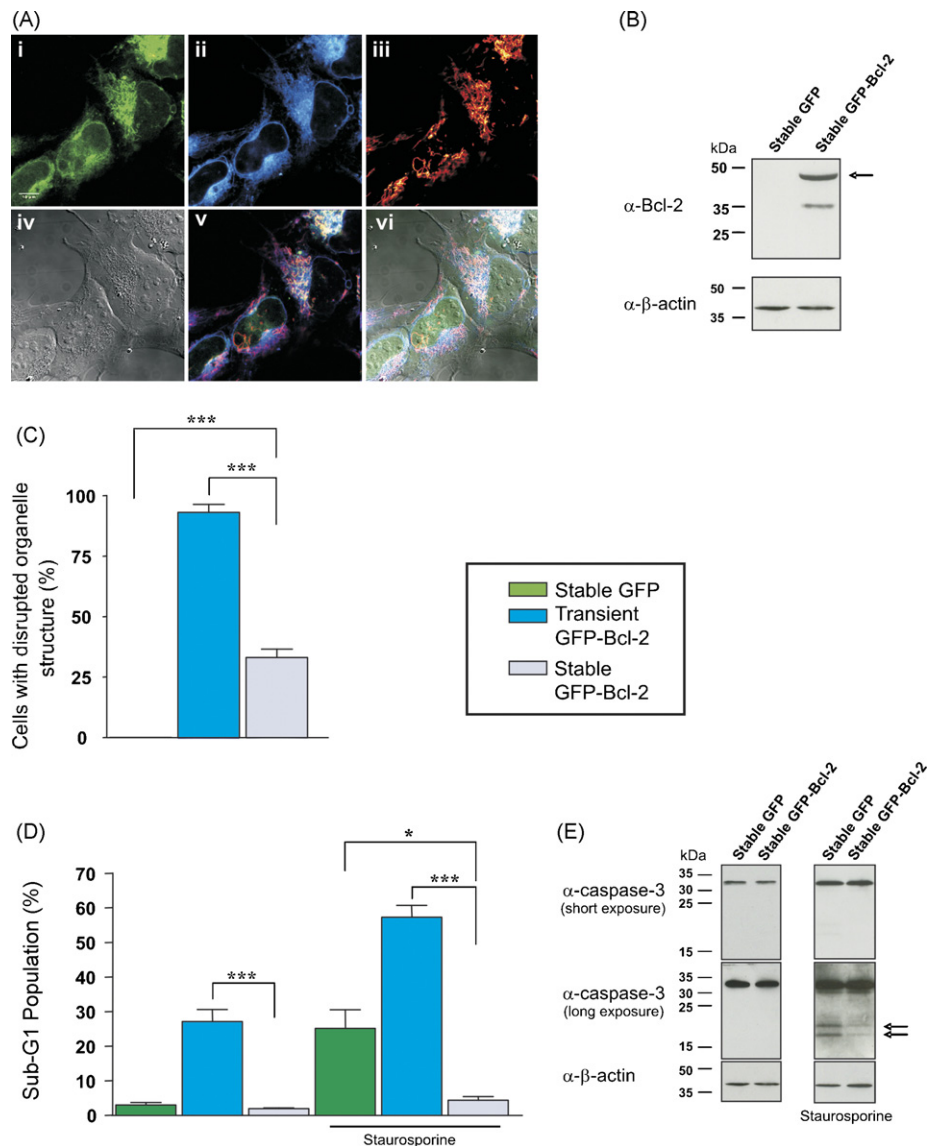 (A)
i
ii
iii
iv
v
vi
(B)
Stable GFP
Stable GFP-Bcl-2
kDa
50
35
25
α-Bcl-2
50
35
α-β-actin
(C)
***
***
100
75
50
25
0
Cells with disrupted organelle
structure (%)
Stable GFP
Transient
GFP-Bcl-2
Stable
GFP-Bcl-2
(D)
*
***
***
70
60
50
40
30
20
10
0
Sub-G1 Population (%)
Staurosporine
(E)
Stable GFP
Stable GFP-Bcl-2
Stable GFP
Stable GFP-Bcl-2
kDa
35
30
25
15
α-caspase-3
(short exposure)
35
30
25
15
α-caspase-3
(long exposure)
50
35
α-β-actin
Staurosporine